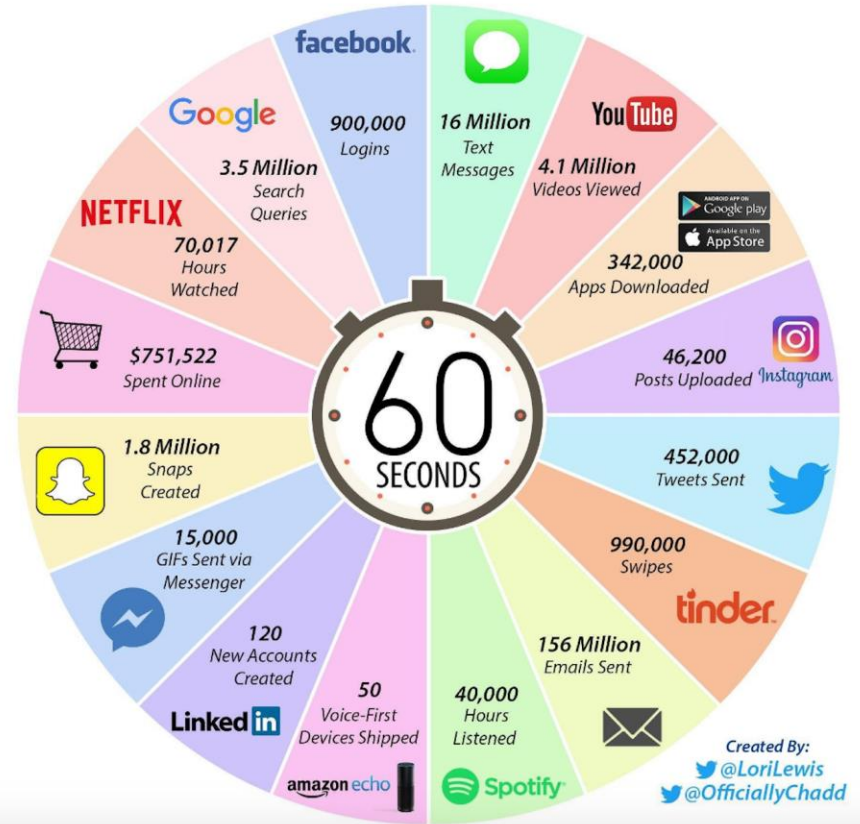 facebook
900,000
Logins
16 Million
Text
Messages
You Tube
4.1 Million
Videos Viewed
ANDROID APP ON
Google play
Available on the
App Store
342,000
Apps Downloaded
46,200
Posts Uploaded
Instagram
452,000
Tweets Sent
990,000
Swipes
tinder
156 Million
Emails Sent
40,000
Hours
Listened
Spotify
50
Voice-First
Devices Shipped
amazon echo
120
New Accounts
Created
Linked in
15,000
GIFs Sent via
Messenger
1.8 Million
Snaps
Created
$751,522
Spent Online
NETFLIX
70,017
Hours
Watched
Google
3.5 Million
Search
Queries
60
SECONDS
Created By:
@LoriLewis
@OfficiallyChadd